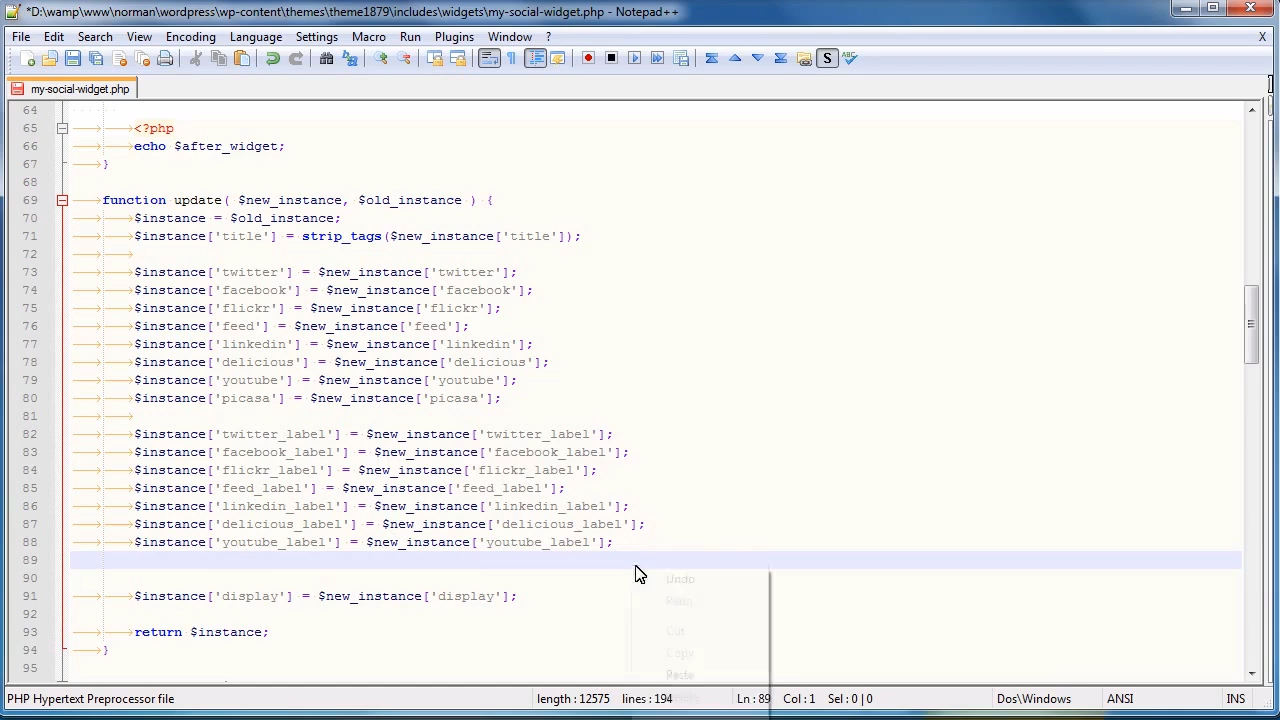 *D:\wamp\www\norman\wordpress\wp-content\themes\theme1879\includes\widgets\my-social-widget.php - Notepad++
File Edit Search View Encoding Language Settings Macro Run Plugins Window ? X
my-social-widget.php
64
65 <?php
66 echo $after_widget;
67 }
68
69 function update( $new_instance, $old_instance ) {
70 $instance = $old_instance;
71 $instance['title'] = strip_tags($new_instance['title']);
72
73 $instance['twitter'] = $new_instance['twitter'];
74 $instance['facebook'] = $new_instance['facebook'];
75 $instance['flickr'] = $new_instance['flickr'];
76 $instance['feed'] = $new_instance['feed'];
77 $instance['linkedin'] = $new_instance['linkedin'];
78 $instance['delicious'] = $new_instance['delicious'];
79 $instance['youtube'] = $new_instance['youtube'];
80 $instance['picasa'] = $new_instance['picasa'];
81
82 $instance['twitter_label'] = $new_instance['twitter_label'];
83 $instance['facebook_label'] = $new_instance['facebook_label'];
84 $instance['flickr_label'] = $new_instance['flickr_label'];
85 $instance['feed_label'] = $new_instance['feed_label'];
86 $instance['linkedin_label'] = $new_instance['linkedin_label'];
87 $instance['delicious_label'] = $new_instance['delicious_label'];
88 $instance['youtube_label'] = $new_instance['youtube_label'];
89
90
91 $instance['display'] = $new_instance['display'];
92
93 return $instance;
94 }
95
Undo
Redo
Cut
Copy
Paste
PHP Hypertext Preprocessor file length : 12575 lines : 194 Ln : 89 Col : 1 Sel : 0 | 0 Dos\Windows ANSI INS